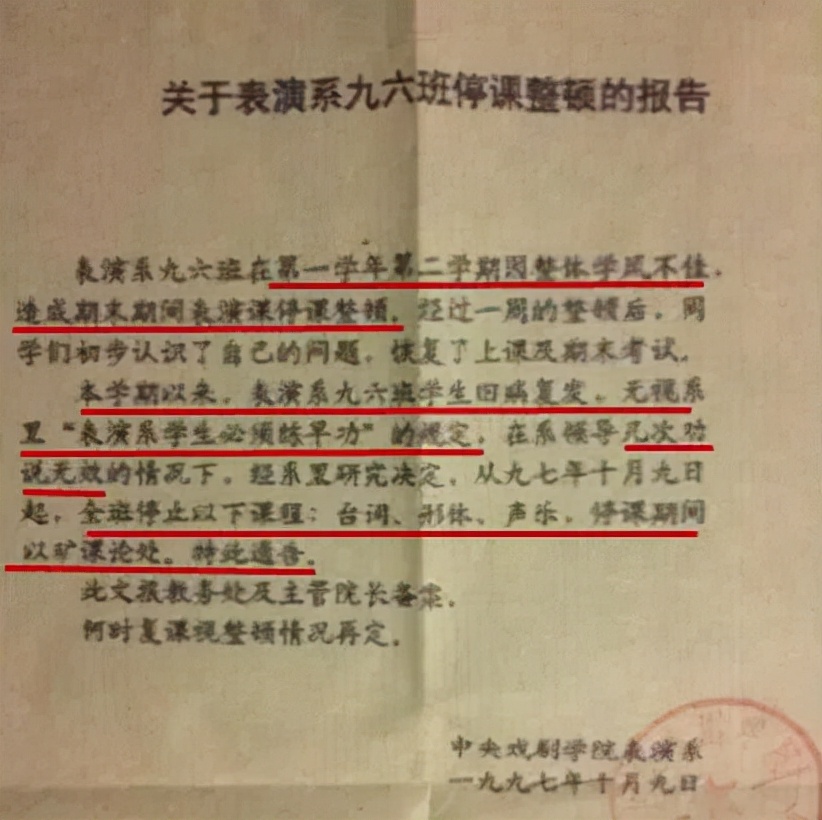 关于表演系九六班停课整顿的报告
表演系九六班在第一学年第二学期因整体学风不佳，
造成期末期间表演课停课整顿。经过一周的整顿后，同
学们初步认识了自己的问题，恢复了上课及期末考试。
本学期以来，表演系九六班学生旧病复发，无视系
里“表演系学生必须练早功”的规定，在系领导几次劝
说无效的情况下，经系里研究决定，从九七年十月九日
起，全班停止以下课程：台词、形体、声乐，停课期间
以旷课论处。特此通告。
此文报教务处及主管院长备案。
何时复课视整顿情况再定。
中央戏剧学院表演系
一九九七年十月九日